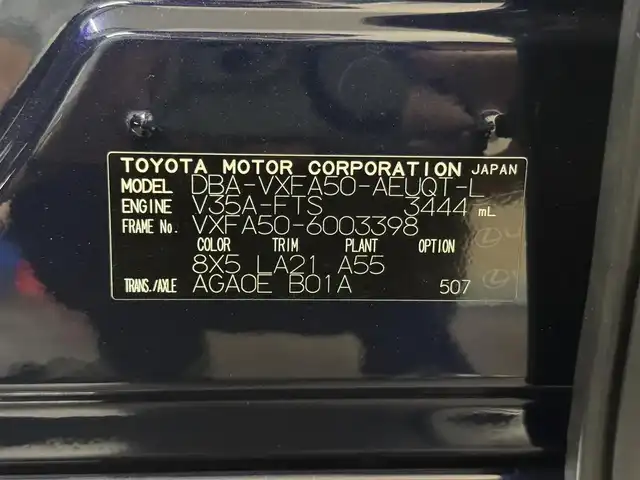 TOYOTA MOTOR CORPORATION JAPAN
MODEL DBA-VXFA50-AEUQT-L
ENGINE V35A-FTS 3444 mL
FRAME No. VXFA50-6003398
COLOR TRIM PLANT OPTION
8X5 LA21 A55
TRANS./AXLE AGA0E B01A 507